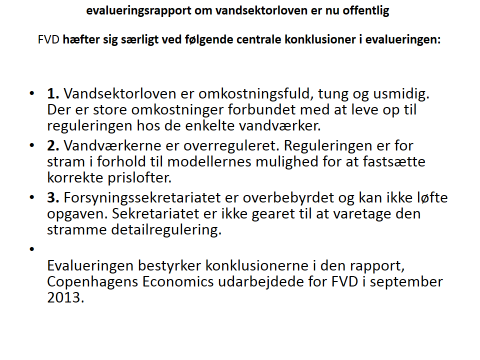 evalueringsrapport om vandsektorloven er nu offentlig
FVD hæfter sig særligt ved følgende centrale konklusioner i evalueringen:
• 1. Vandsektorloven er omkostningsfuld, tung og usmidig.
Der er store omkostninger forbundet med at leve op til
reguleringen hos de enkelte vandværker.
• 2. Vandværkerne er overreguleret. Reguleringen er for
stram i forhold til modellernes mulighed for at fastsætte
korrekte prislofter.
• 3. Forsyningssekretariatet er overbebyrdet og kan ikke løfte
opgaven. Sekretariatet er ikke gearet til at varetage den
stramme detailregulering.
•
Evalueringen bestyrker konklusionerne i den rapport,
Copenhagens Economics udarbejdede for FVD i september
2013.